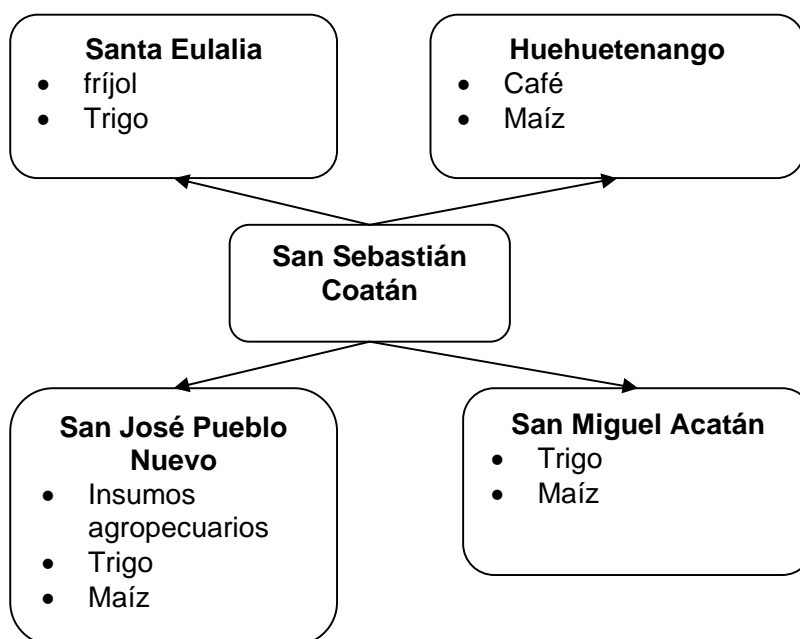 Santa Eulalia
• fríjol
• Trigo
Huehuetenango
• Café
• Maíz
San Sebastián
Coatán
San José Pueblo
Nuevo
• Insumos
agropecuarios
• Trigo
• Maíz
San Miguel Acatán
• Trigo
• Maíz